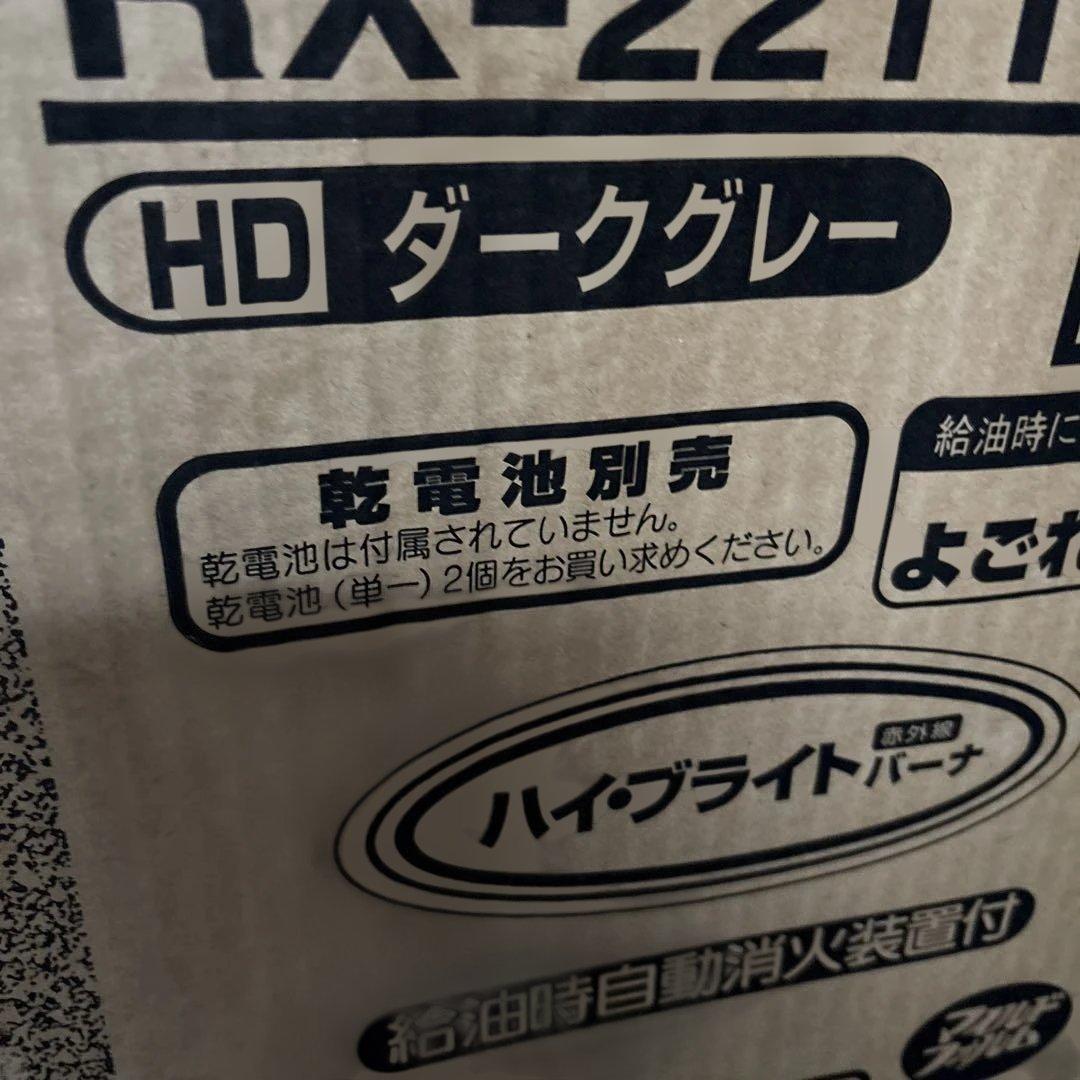 RX-2211
HD ダークグレー
乾電池別売
乾電池は付属されていません。
乾電池(単一)2個をお買い求めください。
給油時に
よごれ
ハイ・ブライト
赤外線
バーナ
給油時自動消火装置付